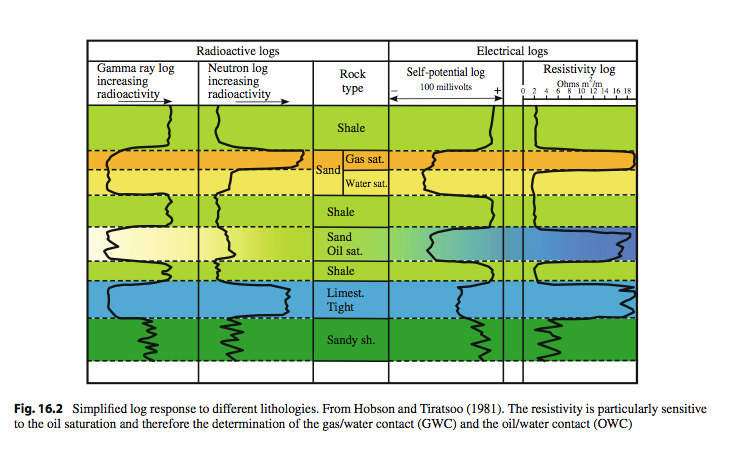 Radioactive logs
Electrical logs
Gamma ray log
increasing
radioactivity
Neutron log
increasing
radioactivity
Rock
type
Self-potential log
100 millivolts
–
+
Resistivity log
Ohms m²/m
0 2 4 6 8 10 12 14 16 18
Shale
Sand
Gas sat.
Water sat.
Shale
Sand
Oil sat.
Shale
Limest.
Tight
Sandy sh.
Fig. 16.2 Simplified log response to different lithologies. From Hobson and Tiratsoo (1981). The resistivity is particularly sensitive
to the oil saturation and therefore the determination of the gas/water contact (GWC) and the oil/water contact (OWC)